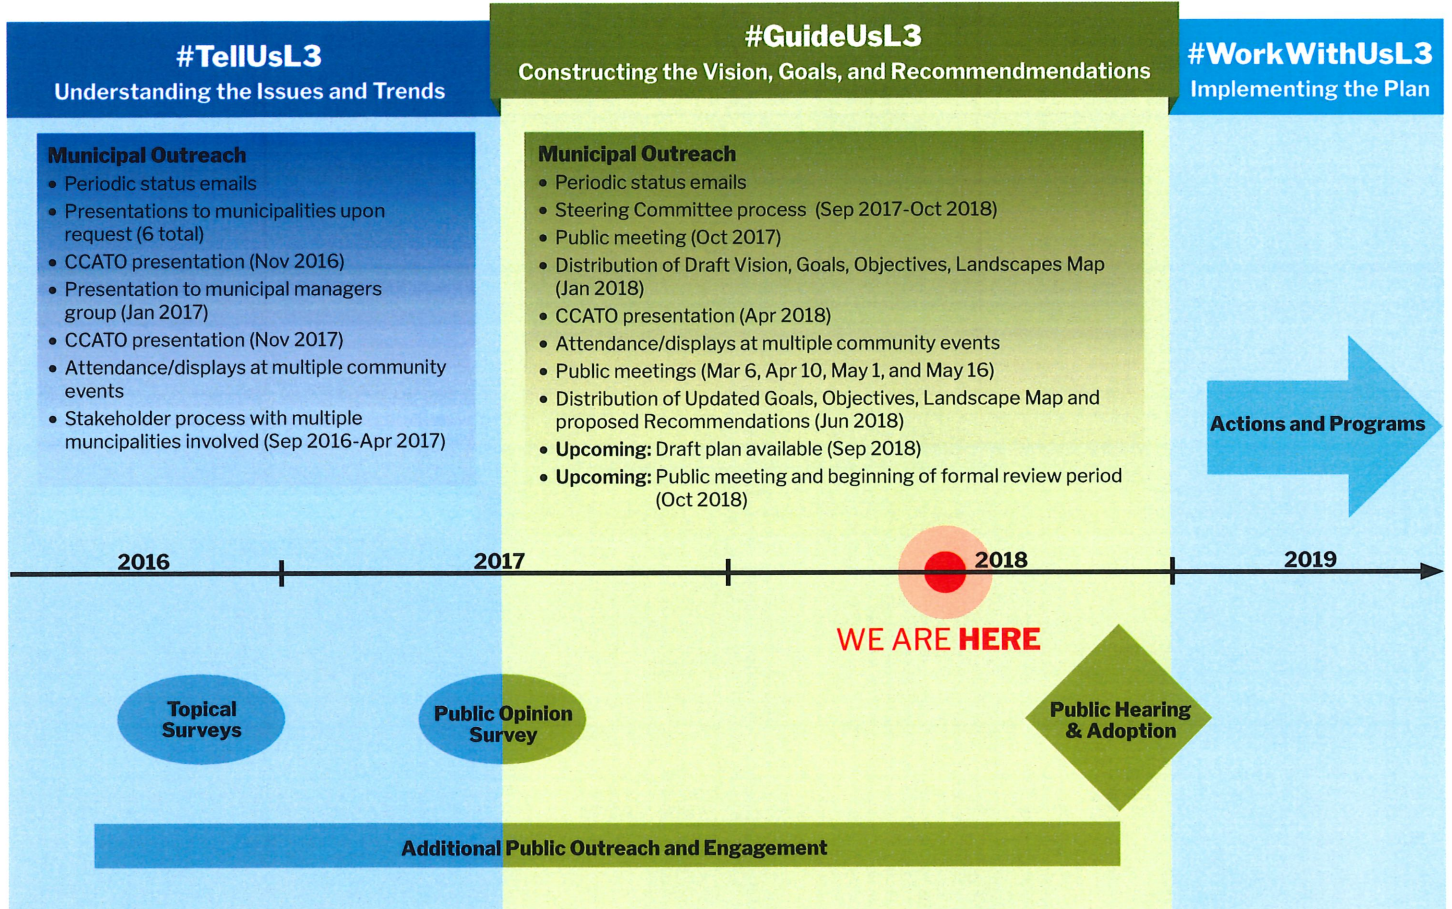 #TellUsL3
Understanding the Issues and Trends
#GuideUsL3
Constructing the Vision, Goals, and Recommendmendations
#WorkWithUsL3
Implementing the Plan
Municipal Outreach
• Periodic status emails
• Presentations to municipalities upon
request (6 total)
• CCATO presentation (Nov 2016)
• Presentation to municipal managers
group (Jan 2017)
• CCATO presentation (Nov 2017)
• Attendance/displays at multiple community
events
• Stakeholder process with multiple
muncipalities involved (Sep 2016-Apr 2017)
Municipal Outreach
• Periodic status emails
• Steering Committee process (Sep 2017-Oct 2018)
• Public meeting (Oct 2017)
• Distribution of Draft Vision, Goals, Objectives, Landscapes Map
(Jan 2018)
• CCATO presentation (Apr 2018)
• Attendance/displays at multiple community events
• Public meetings (Mar 6, Apr 10, May 1, and May 16)
• Distribution of Updated Goals, Objectives, Landscape Map and
proposed Recommendations (Jun 2018)
• Upcoming: Draft plan available (Sep 2018)
• Upcoming: Public meeting and beginning of formal review period
(Oct 2018)
Actions and Programs
2016
2017
2018
2019
WE ARE HERE
Topical
Surveys
Public Opinion
Survey
Public Hearing
& Adoption
Additional Public Outreach and Engagement